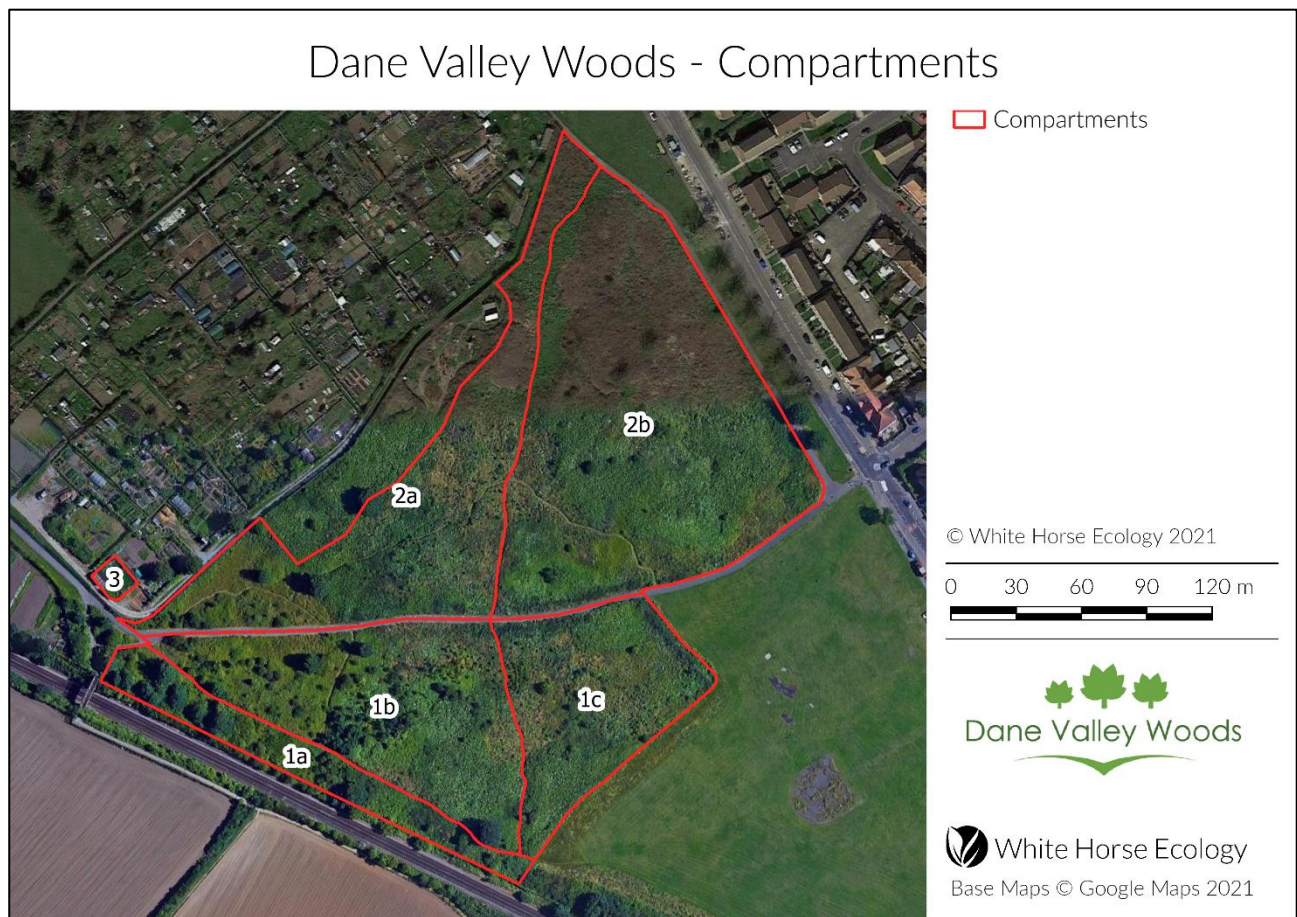 Dane Valley Woods - Compartments
Compartments
2b
2a
3
1b
1c
1a
© White Horse Ecology 2021
0 30 60 90 120 m
Dane Valley Woods
White Horse Ecology
Base Maps © Google Maps 2021